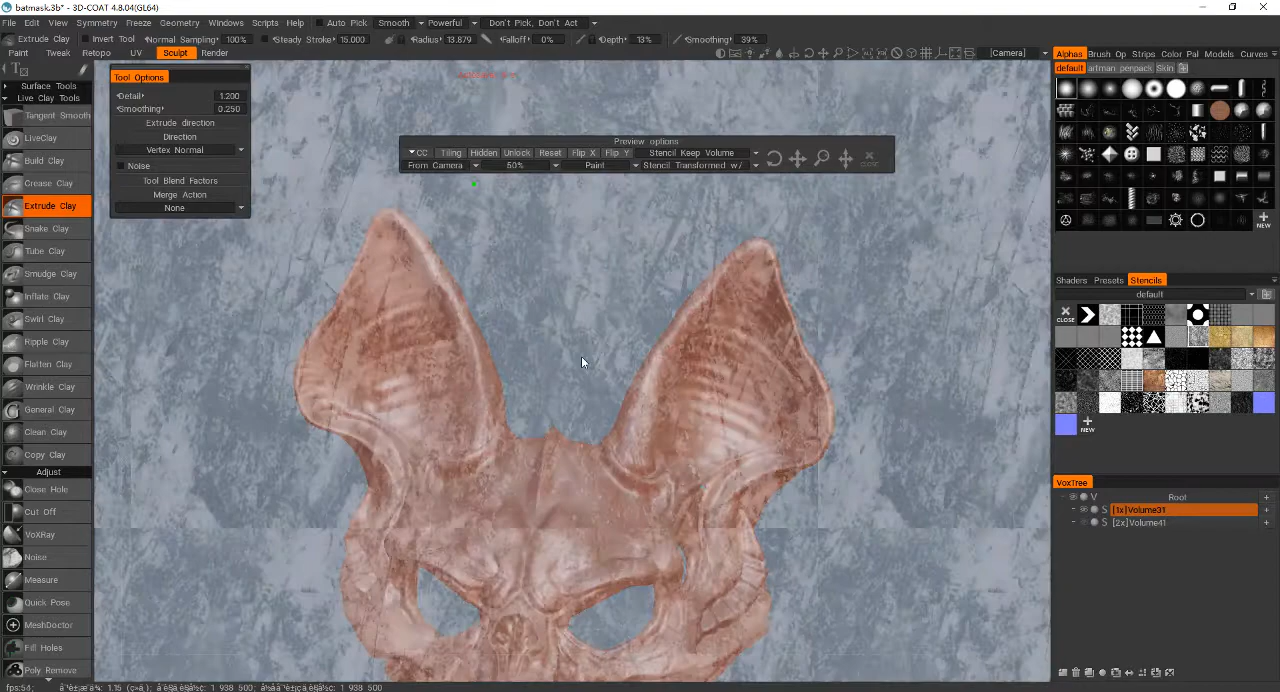 batmask.3b* - 3D-COAT 4.8.04(GL64)
File Edit View Symmetry Freeze Geometry Windows Scripts Help Auto Pick Smooth Powerful Don't Pick, Don't Act
Extrude Clay Invert Tool Normal Sampling 100% Steady Stroke: 15.000 Radius: 13.879 Falloff: 0% Depth: 13% Smoothing: 39%
Paint Tweak Retopo UV Sculpt Render [Camera]
Surface Tools
Live Clay Tools
Tangent Smooth
LiveClay
Build Clay
Crease Clay
Extrude Clay
Snake Clay
Tube Clay
Smudge Clay
Inflate Clay
Swirl Clay
Ripple Clay
Flatten Clay
Wrinkle Clay
General Clay
Clean Clay
Copy Clay
Adjust
Close Hole
Cut Off
VoXRay
Noise
Measure
Quick Pose
MeshDoctor
Fill Holes
Poly Remove
Tool Options
Detail 1.200
Smoothing 0.250
Extrude direction
Direction
Vertex Normal
Noise
Tool Blend Factors
Merge Action
None
Preview options
CC Tiling Hidden Unlock Reset Flip X Flip Y Stencil Keep Volume
From Camera 50% Paint Stencil Transformed w/
CLOSE
Alphas Brush Op Strips Color Pal Models Curves
default artman penpack Skin
NEW
Shaders Presets Stencils
default
CLOSE
NEW
VoxTree
V Root +
S [1x]Volume31 +
S [2x]Volume41 +
fps:54;